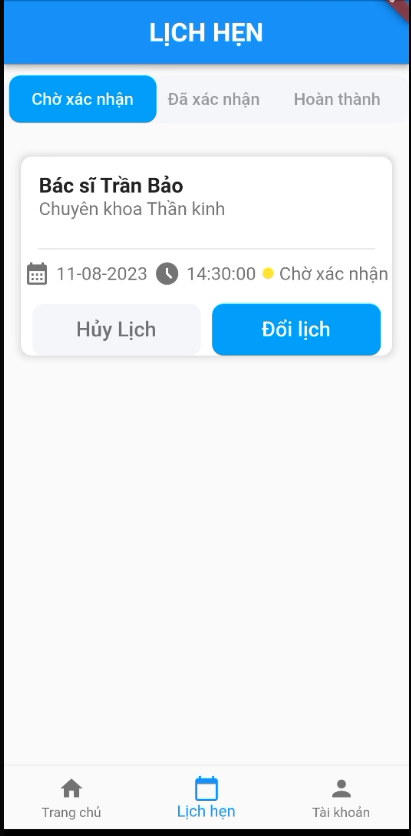 LỊCH HẸN
Chờ xác nhận Đã xác nhận Hoàn thành
Bác sĩ Trần Bảo
Chuyên khoa Thần kinh
11-08-2023 14:30:00 Chờ xác nhận
Hủy Lịch Đổi lịch
Trang chủ Lịch hẹn Tài khoản